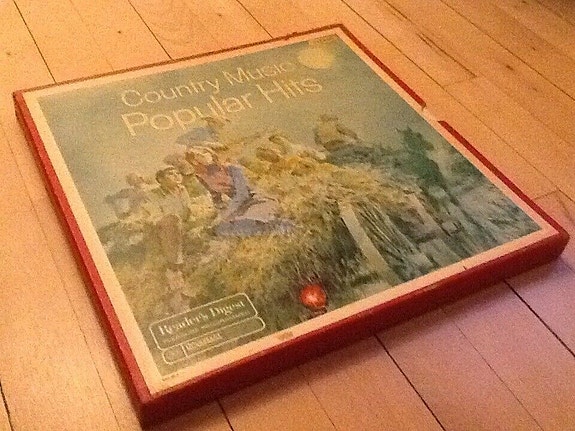 Country Music
Popular Hits
Reader's Digest